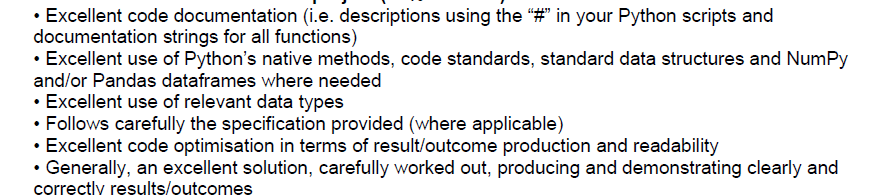 • Excellent code documentation (i.e. descriptions using the “#” in your Python scripts and
documentation strings for all functions)
• Excellent use of Python’s native methods, code standards, standard data structures and NumPy
and/or Pandas dataframes where needed
• Excellent use of relevant data types
• Follows carefully the specification provided (where applicable)
• Excellent code optimisation in terms of result/outcome production and readability
• Generally, an excellent solution, carefully worked out, producing and demonstrating clearly and
correctly results/outcomes